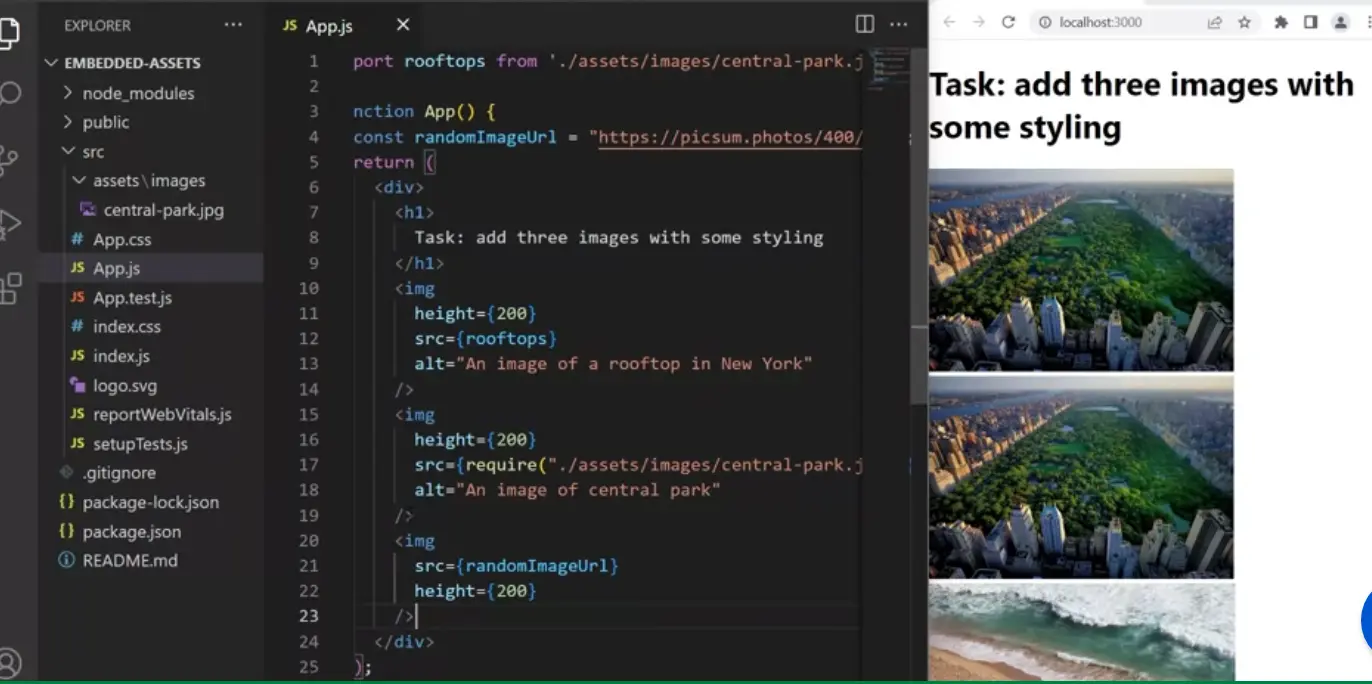 EXPLORER
EMBEDDED-ASSETS
node_modules
public
src
assets\images
central-park.jpg
App.css
App.js
App.test.js
index.css
index.js
logo.svg
reportWebVitals.js
setupTests.js
.gitignore
package-lock.json
package.json
README.md
JS App.js
1 port rooftops from './assets/images/central-park.j
2
3 nction App() {
4 const randomImageUrl = "https://picsum.photos/400/
5 return (
6 <div>
7 <h1>
8 Task: add three images with some styling
9 </h1>
10 <img
11 height={200}
12 src={rooftops}
13 alt="An image of a rooftop in New York"
14 />
15 <img
16 height={200}
17 src={require("./assets/images/central-park.j
18 alt="An image of central park"
19 />
20 <img
21 src={randomImageUrl}
22 height={200}
23 />
24 </div>
25 );
localhost:3000
Task: add three images with
some styling